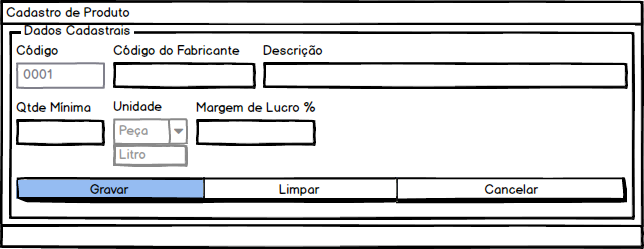 Cadastro de Produto
Dados Cadastrais
Código Código do Fabricante Descrição
0001
Qtde Mínima Unidade Margem de Lucro %
Peça
Litro
Gravar Limpar Cancelar